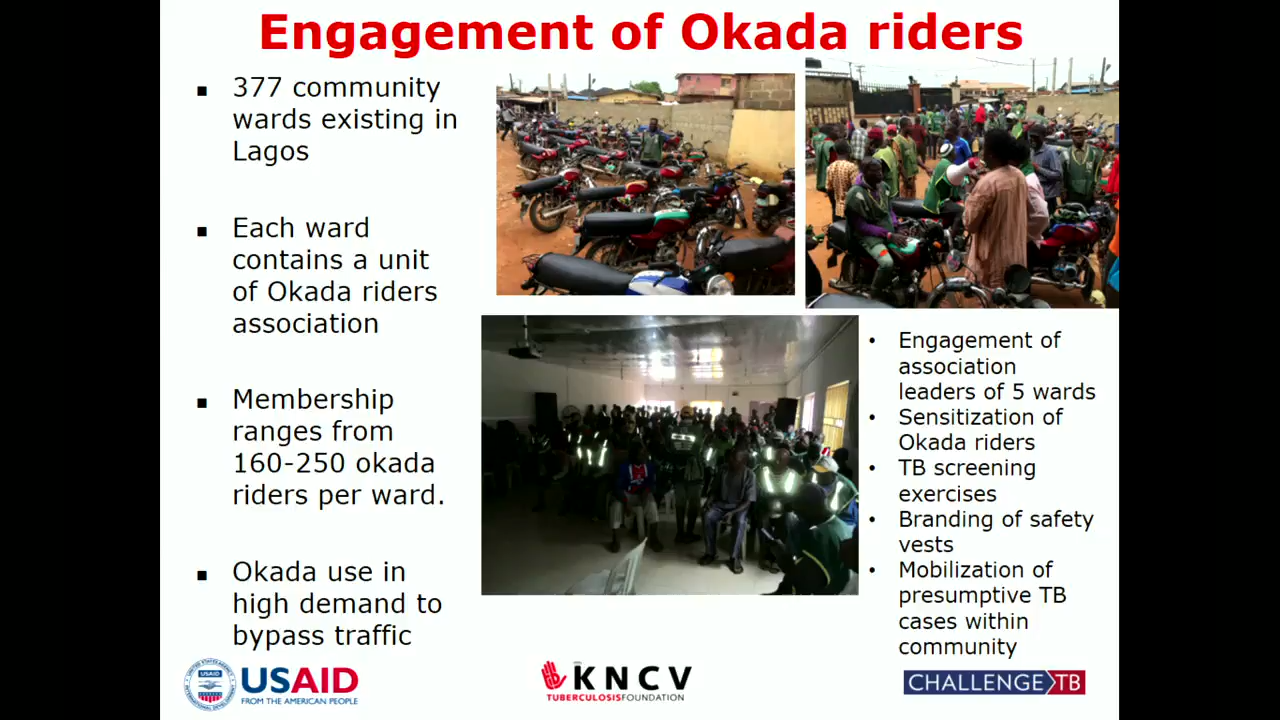 Engagement of Okada riders
▪ 377 community
wards existing in
Lagos
▪ Each ward
contains a unit
of Okada riders
association
▪ Membership
ranges from
160-250 okada
riders per ward.
▪ Okada use in
high demand to
bypass traffic
• Engagement of
association
leaders of 5 wards
• Sensitization of
Okada riders
• TB screening
exercises
• Branding of safety
vests
• Mobilization of
presumptive TB
cases within
community
USAID
FROM THE AMERICAN PEOPLE
KNCV
TUBERCULOSISFOUNDATION
CHALLENGE TB